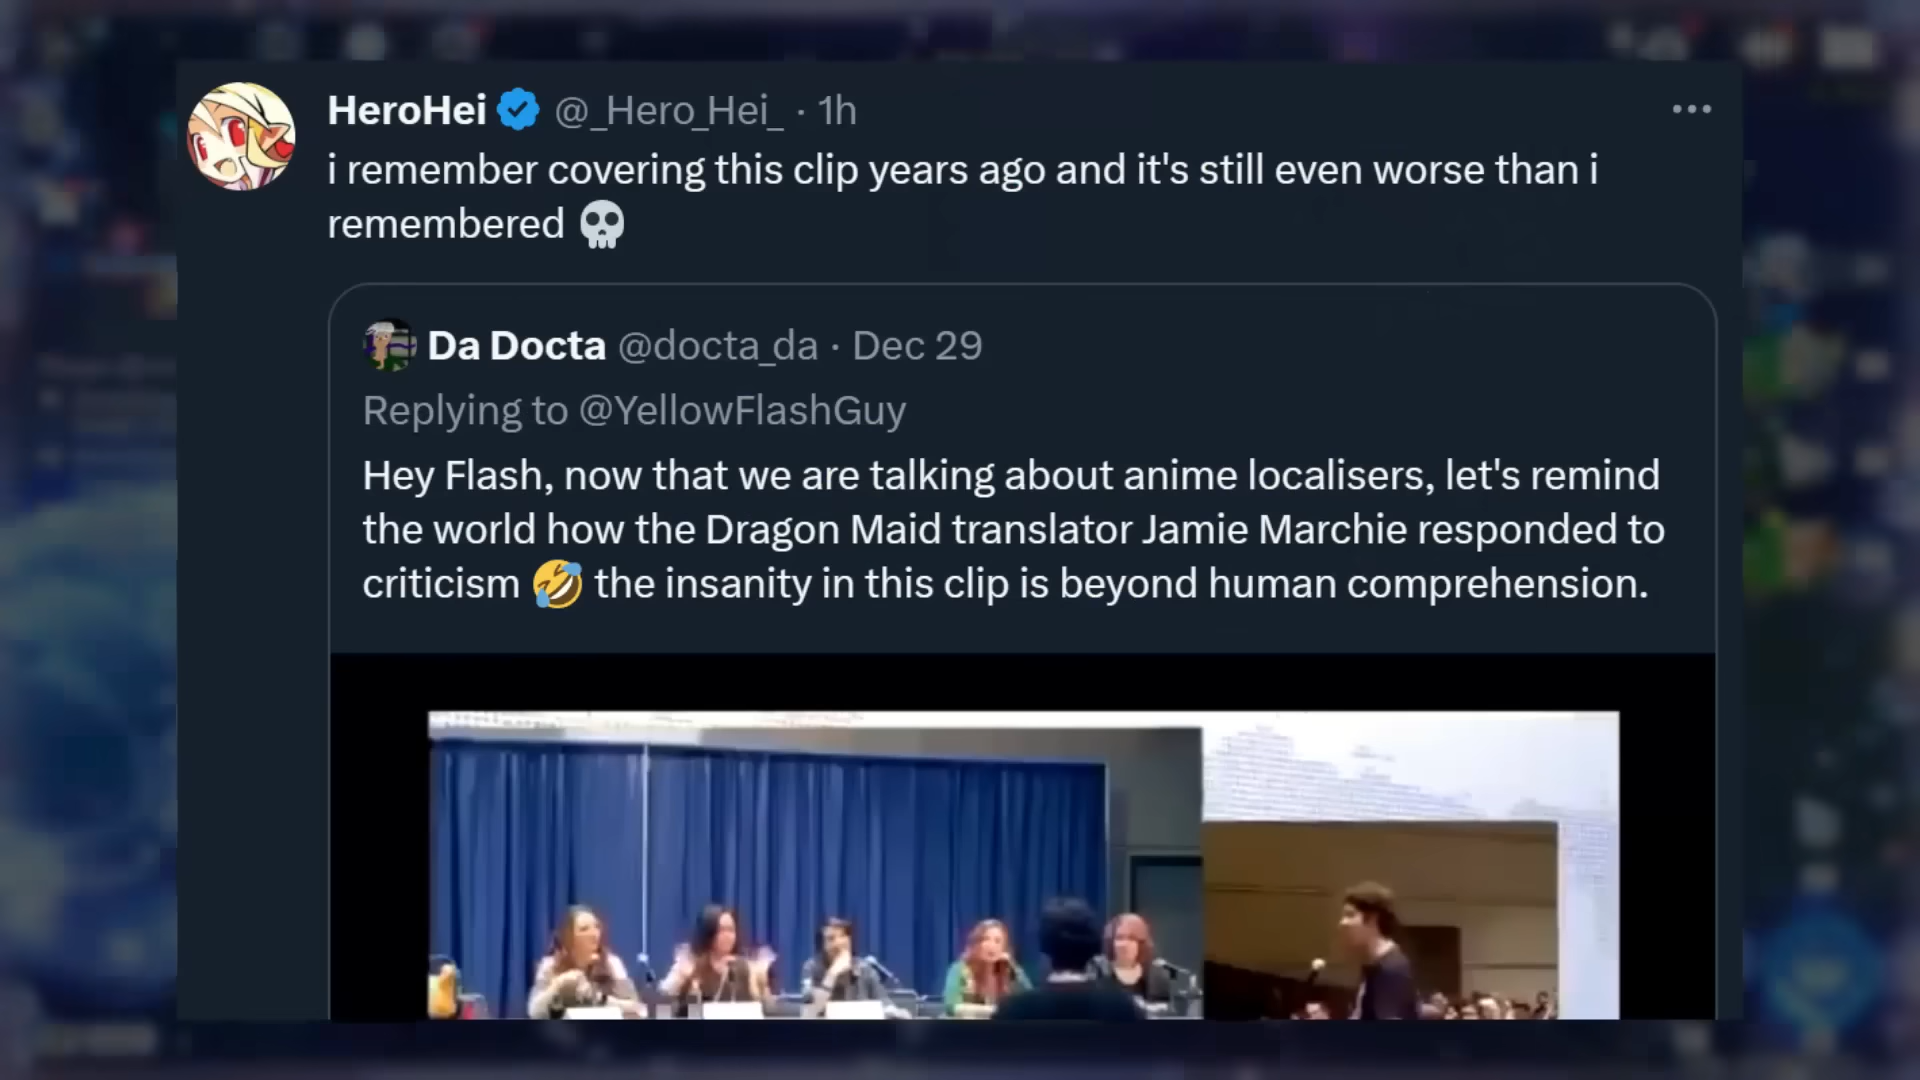 HeroHei @_Hero_Hei_ · 1h
i remember covering this clip years ago and it's still even worse than i
remembered 💀
Da Docta @docta_da · Dec 29
Replying to @YellowFlashGuy
Hey Flash, now that we are talking about anime localisers, let's remind
the world how the Dragon Maid translator Jamie Marchie responded to
criticism 🤣 the insanity in this clip is beyond human comprehension.